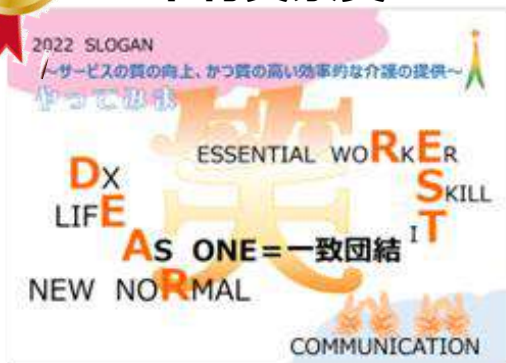 2022 SLOGAN
～サービスの質の向上、かつ質の高い効率的な介護の提供～
笑
ESSENTIAL WORKER
DX
SKILL
LIFE
IT
AS ONE=一致団結
NEW NORMAL
COMMUNICATION